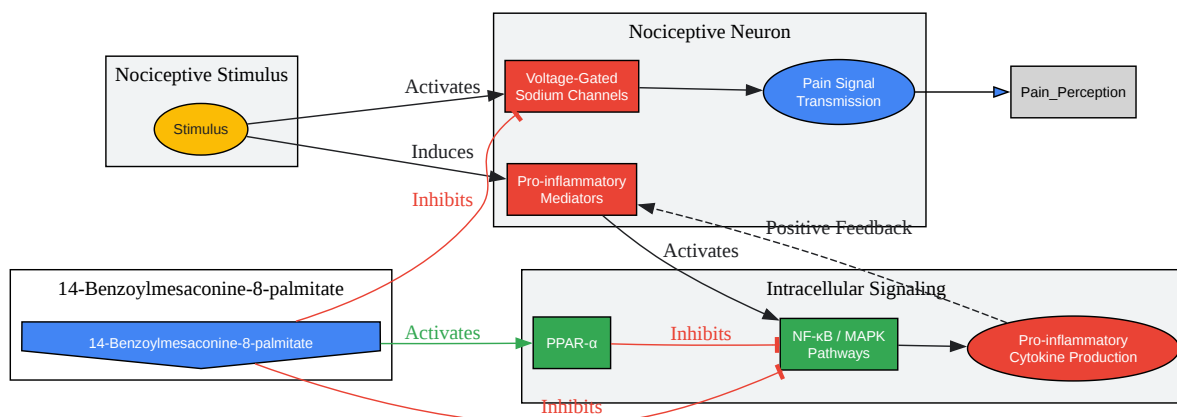 Nociceptive Neuron
Nociceptive Stimulus
Stimulus
Activates
Induces
Voltage-Gated
Sodium Channels
Pain Signal
Transmission
Pain_Perception
Pro-inflammatory
Mediators
Inhibits
Positive Feedback
Activates
14-Benzoylmesaconine-8-palmitate
14-Benzoylmesaconine-8-palmitate
Activates
Intracellular Signaling
PPAR-α
Inhibits
NF-κB / MAPK
Pathways
Pro-inflammatory
Cytokine Production
Inhibits